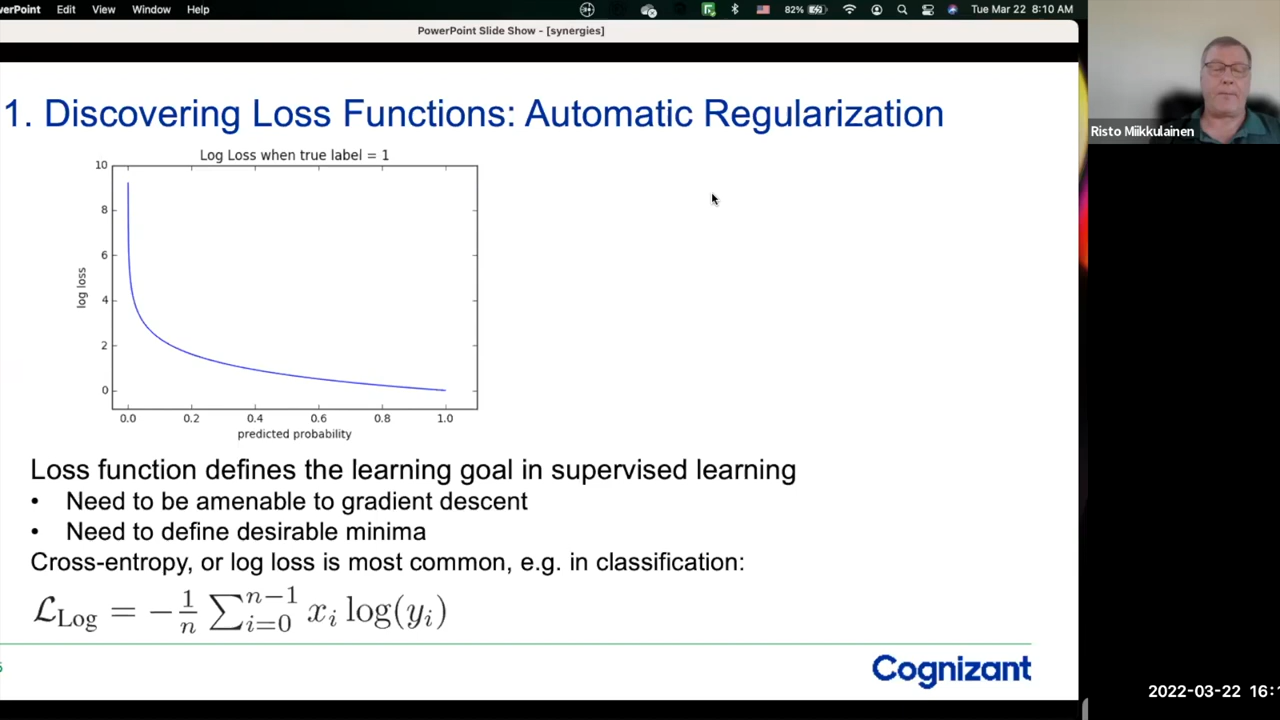 werPoint Edit View Window Help 82% Tue Mar 22 8:10 AM
PowerPoint Slide Show - [synergies]
1. Discovering Loss Functions: Automatic Regularization
Log Loss when true label = 1
10
8
6
4
2
0
log loss
0.0 0.2 0.4 0.6 0.8 1.0
predicted probability
Loss function defines the learning goal in supervised learning
• Need to be amenable to gradient descent
• Need to define desirable minima
Cross-entropy, or log loss is most common, e.g. in classification:
ℒ_Log = −1/n ∑_{i=0}^{n−1} x_i log(y_i)
Cognizant
Risto Miikkulainen
2022-03-22 16:1